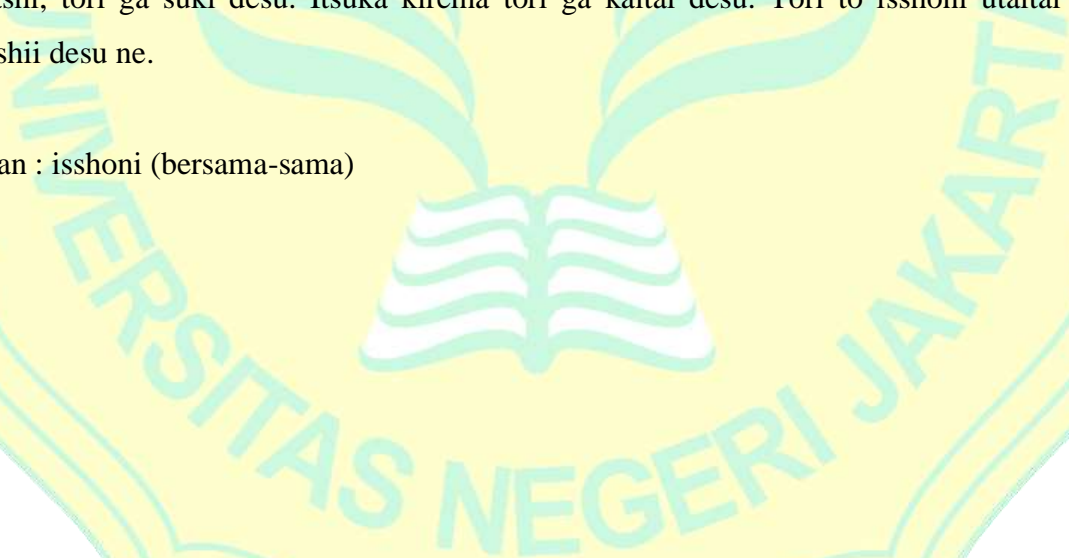 tori ga suki desu. Itsuka kireina tori ga kaitai desu. Tori to isshoni utaitai
shii desu ne.
an : isshoni (bersama-sama)
UNIVERSITAS NEGERI JAKARTA